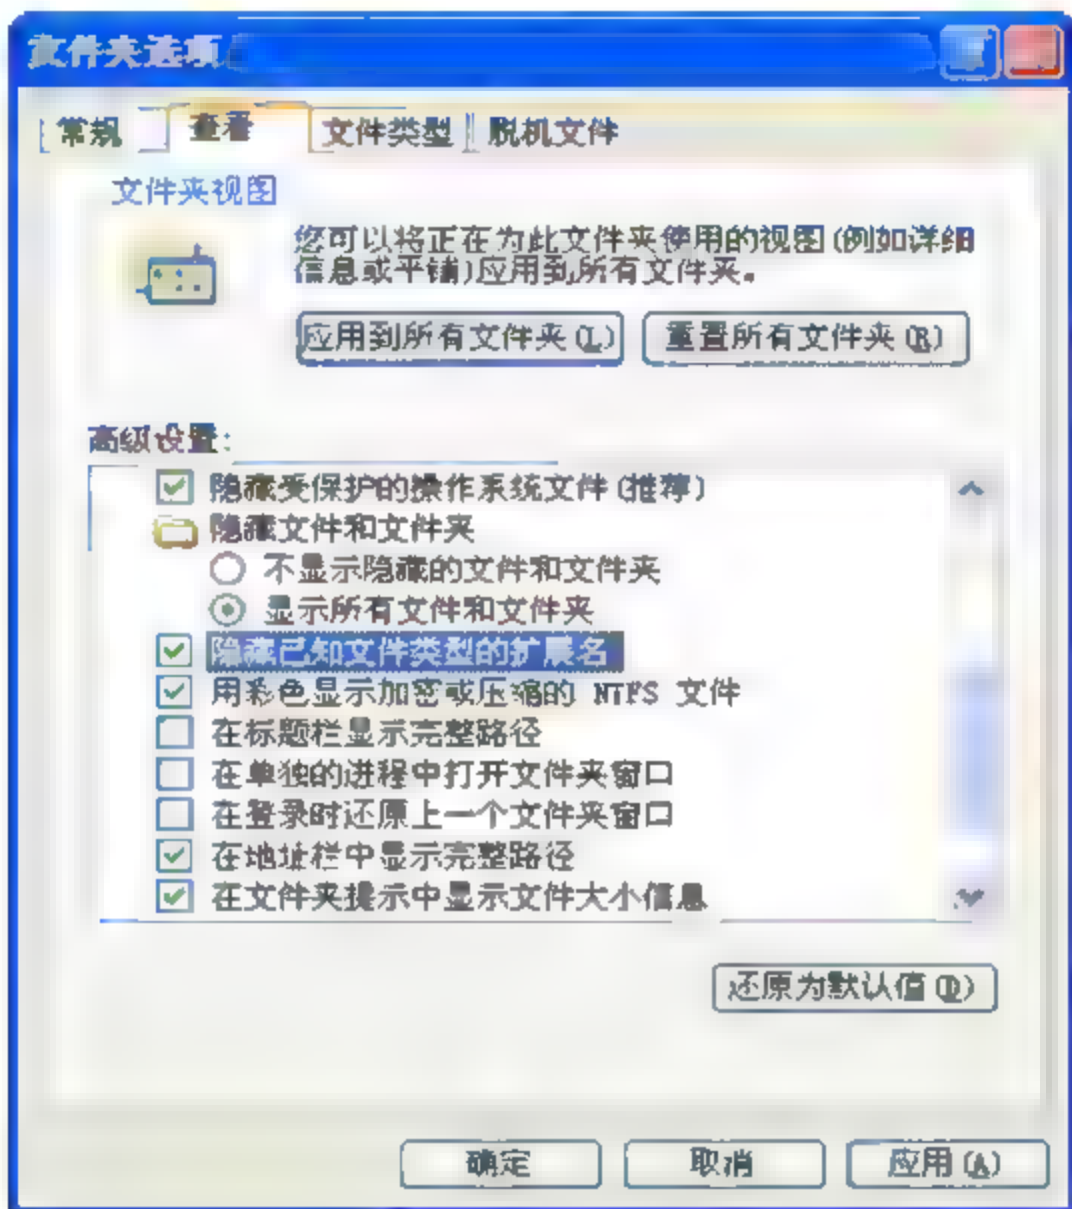 文件夹选项
常规 查看 文件类型 脱机文件
文件夹视图
您可以将正在为此文件夹使用的视图(例如详细
信息或平铺)应用到所有文件夹。
应用到所有文件夹(L) 重置所有文件夹(R)
高级设置:
隐藏受保护的操作系统文件(推荐)
隐藏文件和文件夹
不显示隐藏的文件和文件夹
显示所有文件和文件夹
隐藏已知文件类型的扩展名
用彩色显示加密或压缩的 NTFS 文件
在标题栏显示完整路径
在单独的进程中打开文件夹窗口
在登录时还原上一个文件夹窗口
在地址栏中显示完整路径
在文件夹提示中显示文件大小信息
还原为默认值(D)
确定 取消 应用(A)